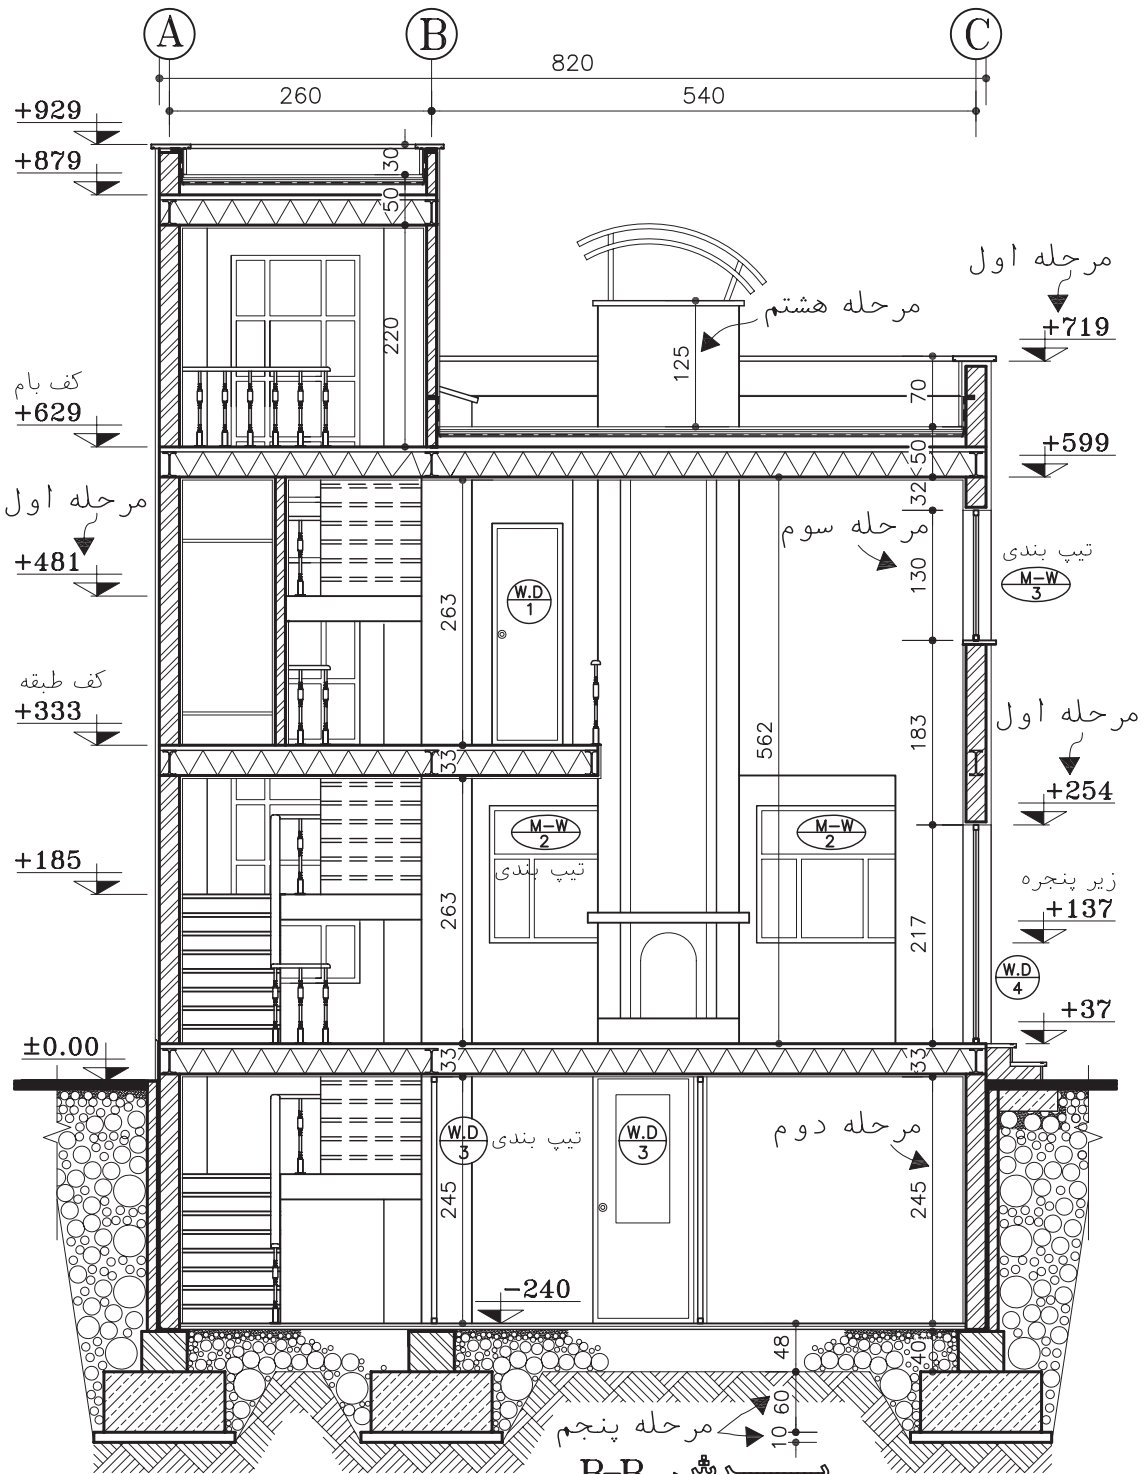 A B C
820
260 540
+929
+879
30
50
220
مرحله اول
+719
مرحله هشتم
125
70
کف بام
+629
50
+599
32
مرحله اول
+481
مرحله سوم
130
تیپ بندی
M-W
3
W.D
1
263
کف طبقه
+333
33
562
183
مرحله اول
+254
M-W
2
تیپ بندی
M-W
2
+185
263
217
زیر پنجره
+137
W.D
4
+37
±0.00
33
33
W.D
3
تیپ بندی
W.D
3
مرحله دوم
245
245
-240
48
40
60
10
مرحله پنجم
B-B